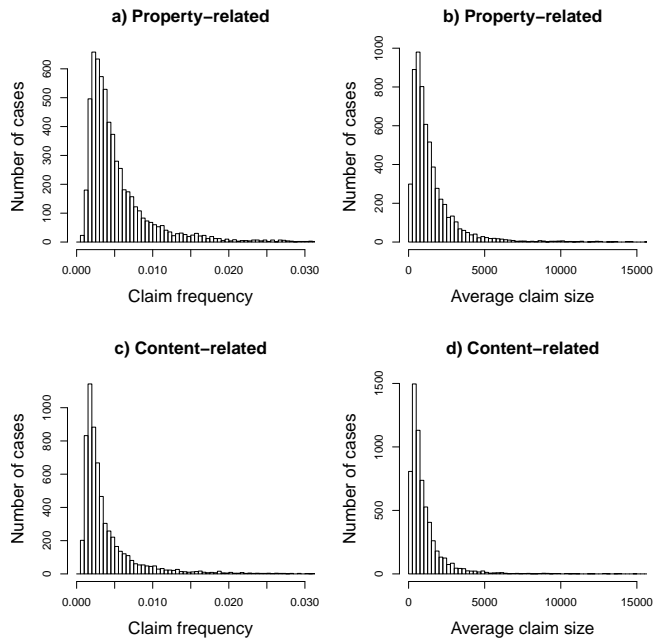 a) Property−related
Number of cases
0 100 200 300 400 500 600
0.000 0.010 0.020 0.030
Claim frequency
b) Property−related
Number of cases
0 200 400 600 800 1000
0 5000 10000 15000
Average claim size
c) Content−related
Number of cases
0 200 400 600 800 1000
0.000 0.010 0.020 0.030
Claim frequency
d) Content−related
Number of cases
0 500 1000 1500
0 5000 10000 15000
Average claim size